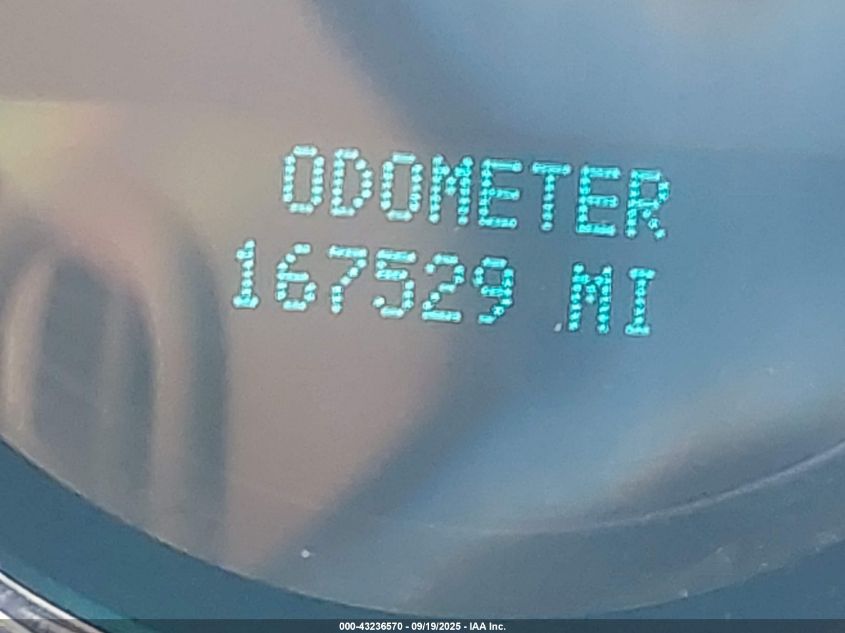 ODOMETER
167529 MI
000-43236570 - 09/19/2025 - IAA Inc.